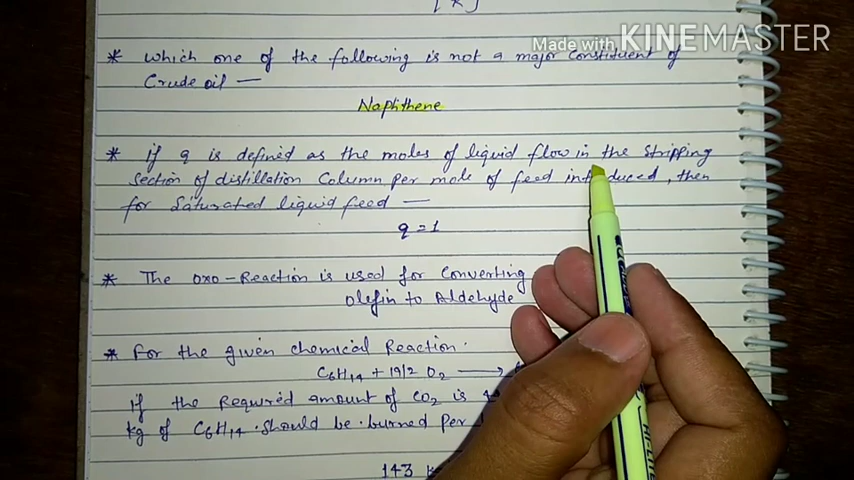 Made with KINEMASTER
* Which one of the following is not a major constituent of
Crude oil —
Naphthene
* if q is defined as the moles of liquid flow in the stripping
section of distillation Column per mole of feed introduced, then
for saturated liquid feed —
q = 1
* The oxo-Reaction is used for Converting
Olefin to Aldehyde
* For the given chemical Reaction.
C6H14 + 19/2 O2 →
if the Required amount of CO2 is
kg of C6H14 should be burned per
143